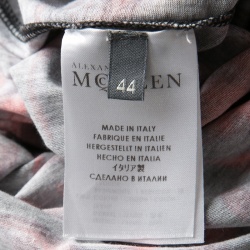 ALEXAN
McQUEEN
44
MADE IN ITALY
FABRIQUE EN ITALIE
HERGESTELLT IN ITALIEN
HECHO EN ITALIA
イタリア製
СДЕЛАНО В ИТАЛИИ